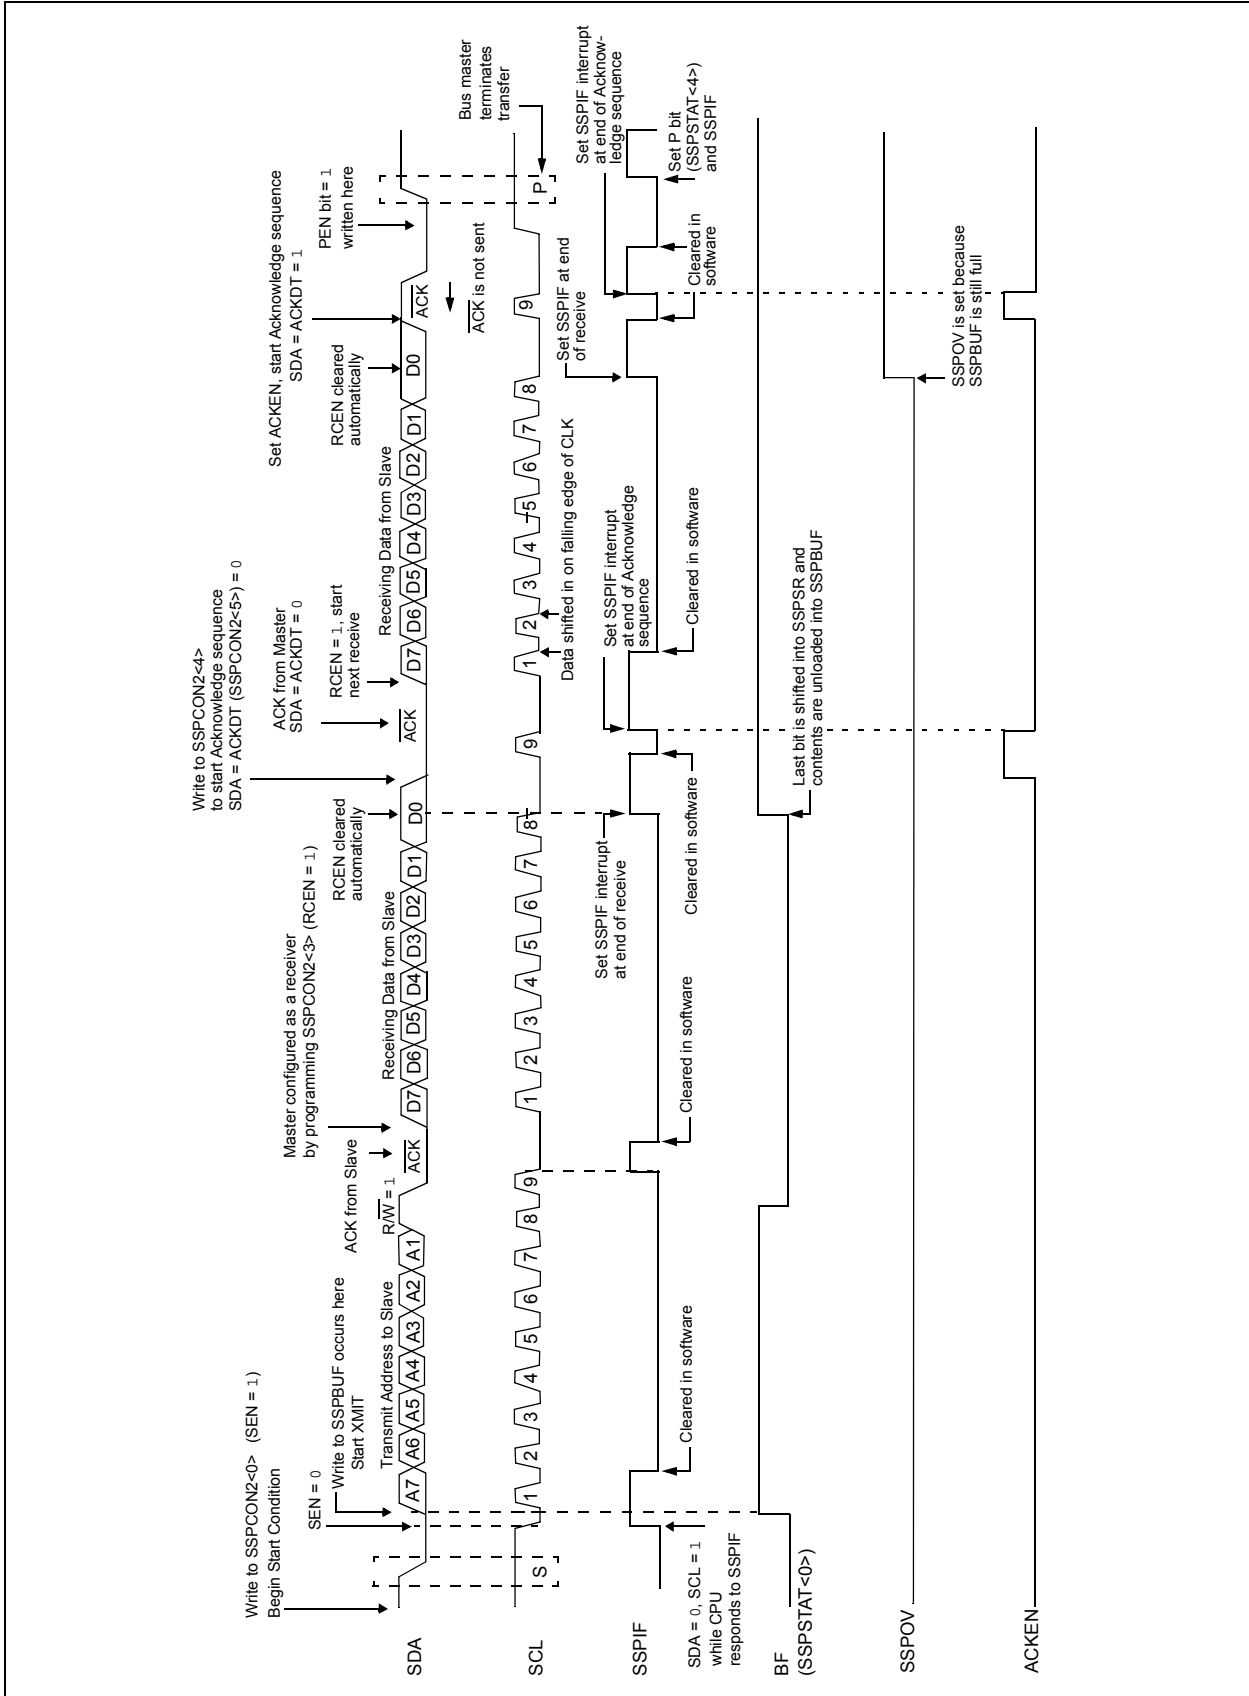 Write to SSPCON2<4>
to start Acknowledge sequence
SDA = ACKDT (SSPCON2<5>) = 0
Set ACKEN, start Acknowledge sequence
SDA = ACKDT = 1
Write to SSPCON2<0> (SEN = 1)
Begin Start Condition
Master configured as a receiver
by programming SSPCON2<3> (RCEN = 1)
ACK from Master
SDA = ACKDT = 0
PEN bit = 1
written here
SEN = 0
Write to SSPBUF occurs here
Start XMIT
ACK from Slave
RCEN cleared
automatically
RCEN = 1, start
next receive
RCEN cleared
automatically
Transmit Address to Slave
R/W = 1
Receiving Data from Slave
Receiving Data from Slave
SDA
A7 A6 A5 A4 A3 A2 A1
ACK
D7 D6 D5 D4 D3 D2 D1 D0
ACK
D7 D6 D5 D4 D3 D2 D1 D0
ACK
ACK is not sent
Bus master
terminates
transfer
SCL
S
1 2 3 4 5 6 7 8 9
1 2 3 4 5 6 7 8 9
1 2 3 4 5 6 7 8 9
P
Data shifted in on falling edge of CLK
Set SSPIF interrupt
at end of receive
Set SSPIF interrupt
at end of Acknowledge
sequence
Set SSPIF at end
of receive
Set SSPIF interrupt
at end of Acknow-
ledge sequence
SSPIF
SDA = 0, SCL = 1
while CPU
responds to SSPIF
Cleared in software
Cleared in software
Cleared in software
Cleared in software
Cleared in
software
Set P bit
(SSPSTAT<4>)
and SSPIF
BF
(SSPSTAT<0>)
Last bit is shifted into SSPSR and
contents are unloaded into SSPBUF
SSPOV
SSPOV is set because
SSPBUF is still full
ACKEN